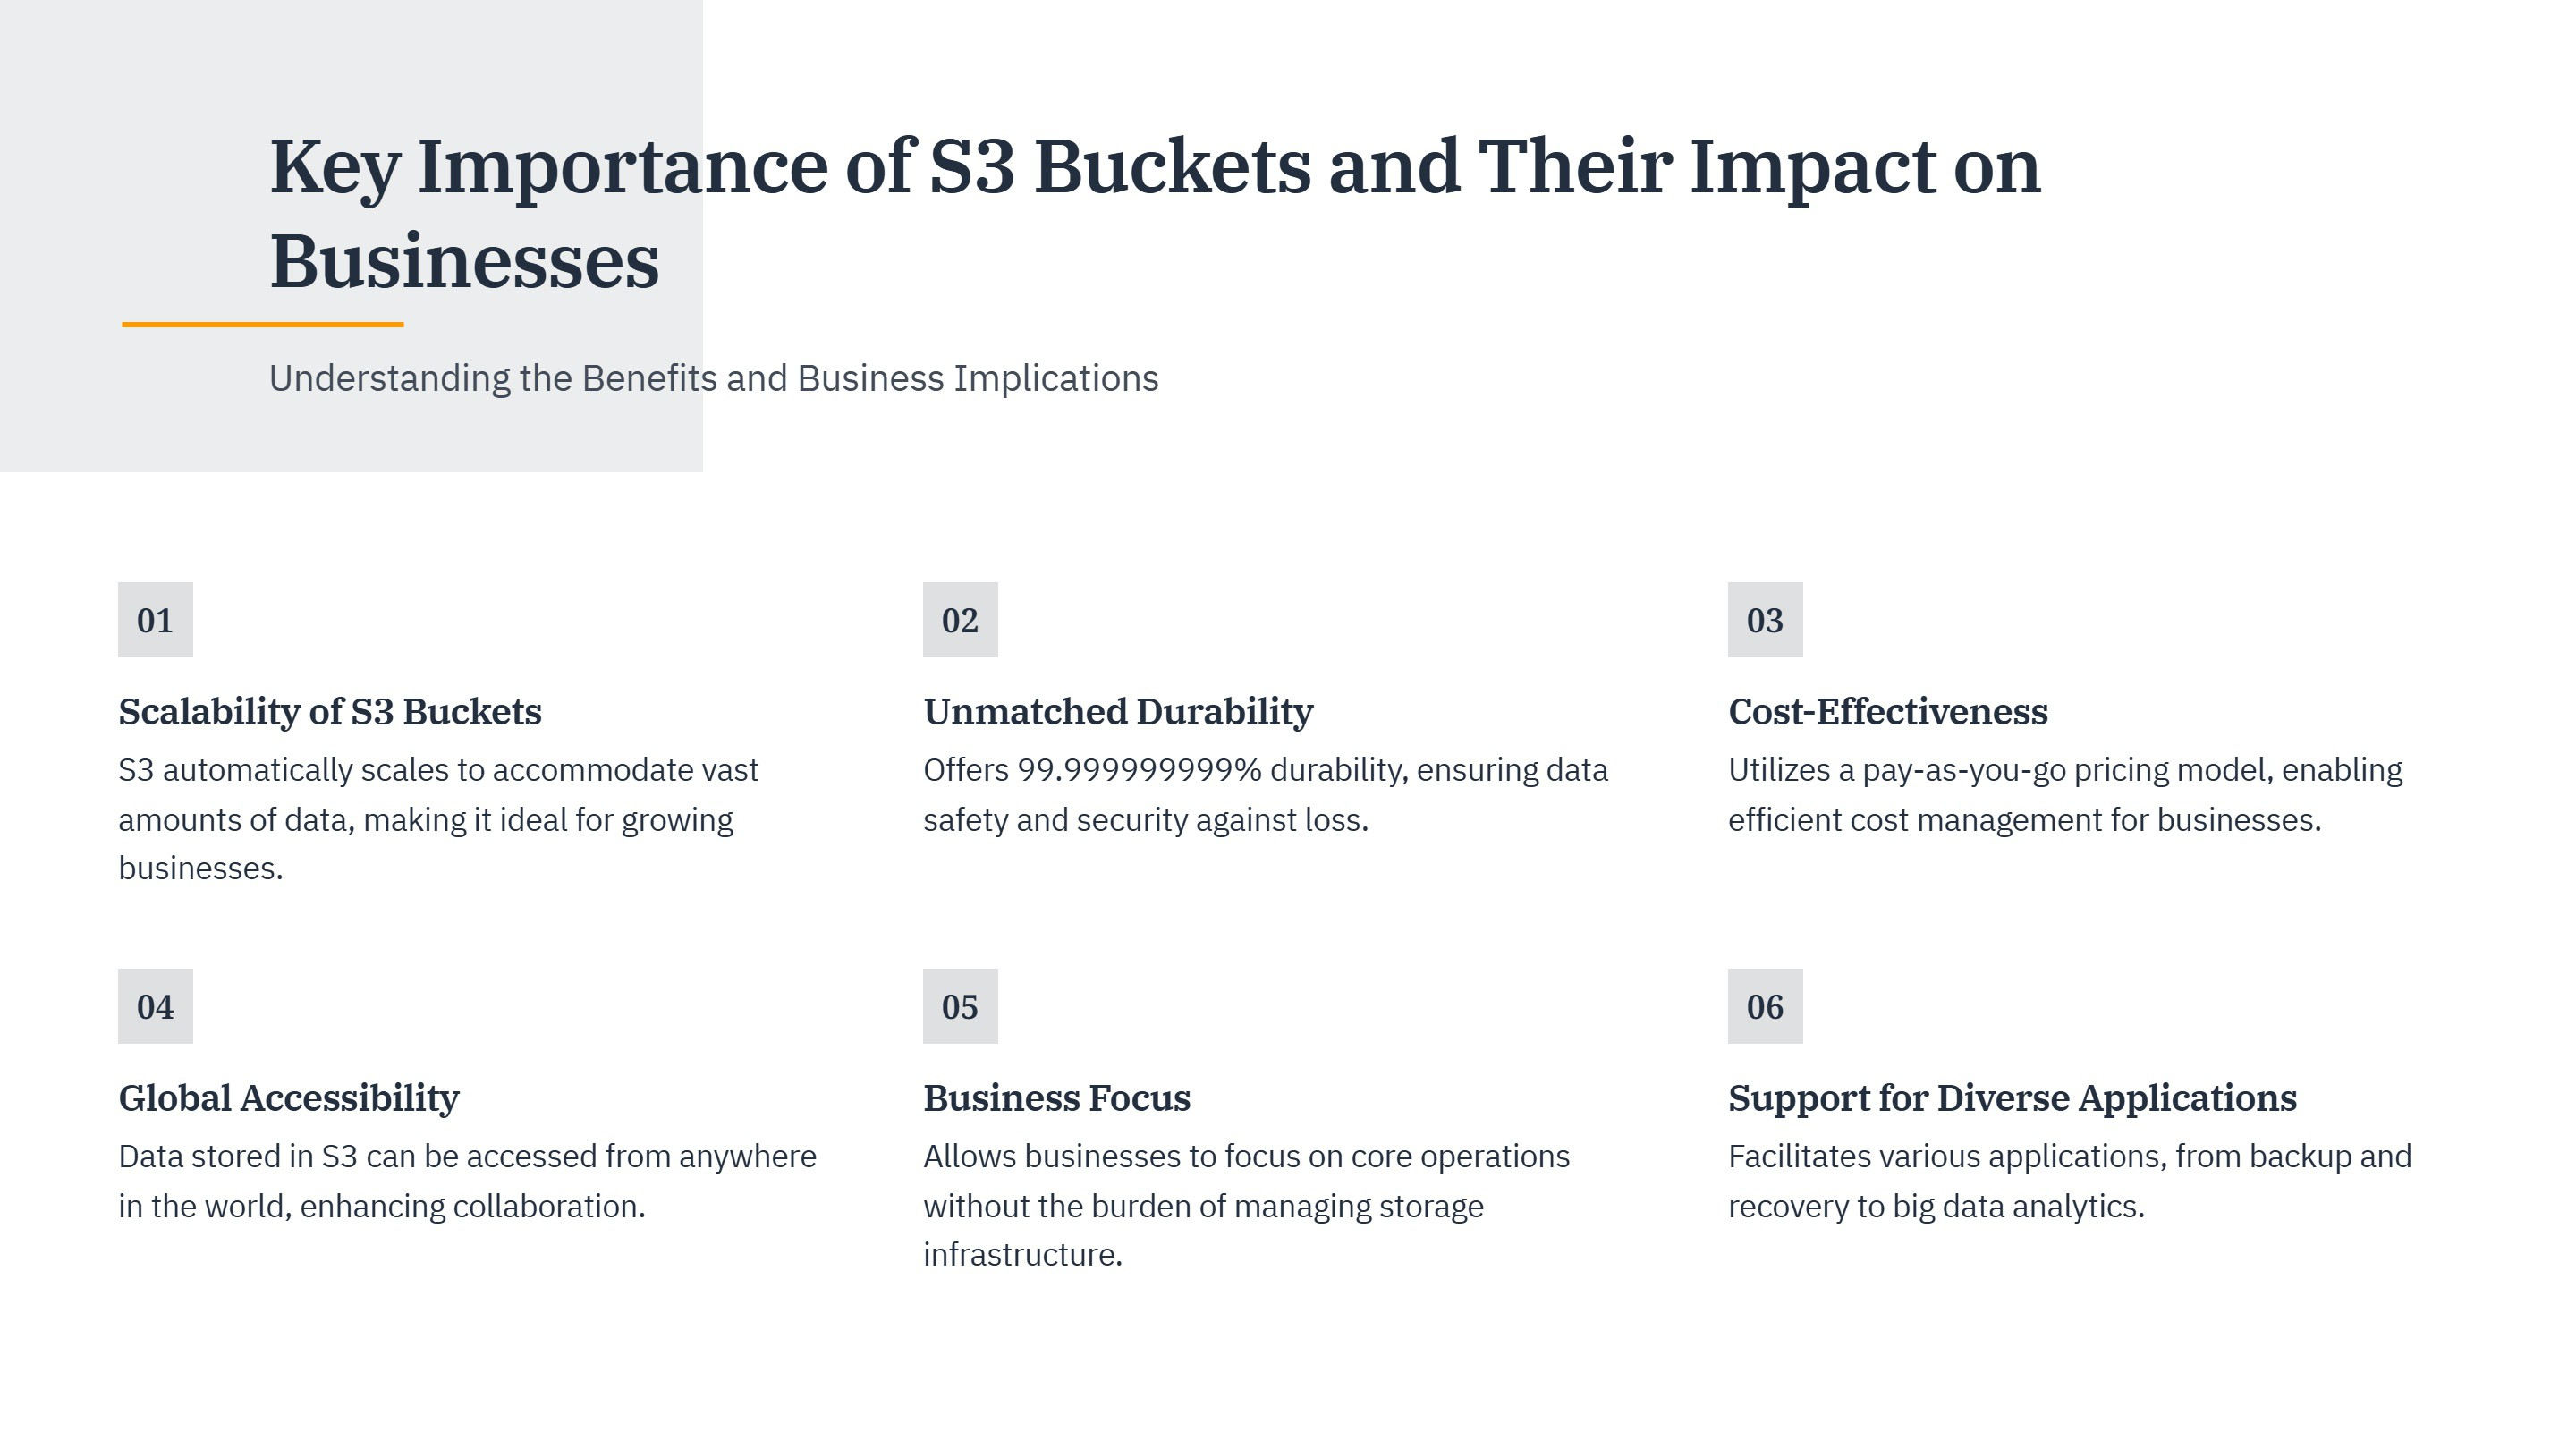 Key Importance of S3 Buckets and Their Impact on
Businesses
Understanding the Benefits and Business Implications
01
Scalability of S3 Buckets
S3 automatically scales to accommodate vast
amounts of data, making it ideal for growing
businesses.
02
Unmatched Durability
Offers 99.999999999% durability, ensuring data
safety and security against loss.
03
Cost-Effectiveness
Utilizes a pay-as-you-go pricing model, enabling
efficient cost management for businesses.
04
Global Accessibility
Data stored in S3 can be accessed from anywhere
in the world, enhancing collaboration.
05
Business Focus
Allows businesses to focus on core operations
without the burden of managing storage
infrastructure.
06
Support for Diverse Applications
Facilitates various applications, from backup and
recovery to big data analytics.